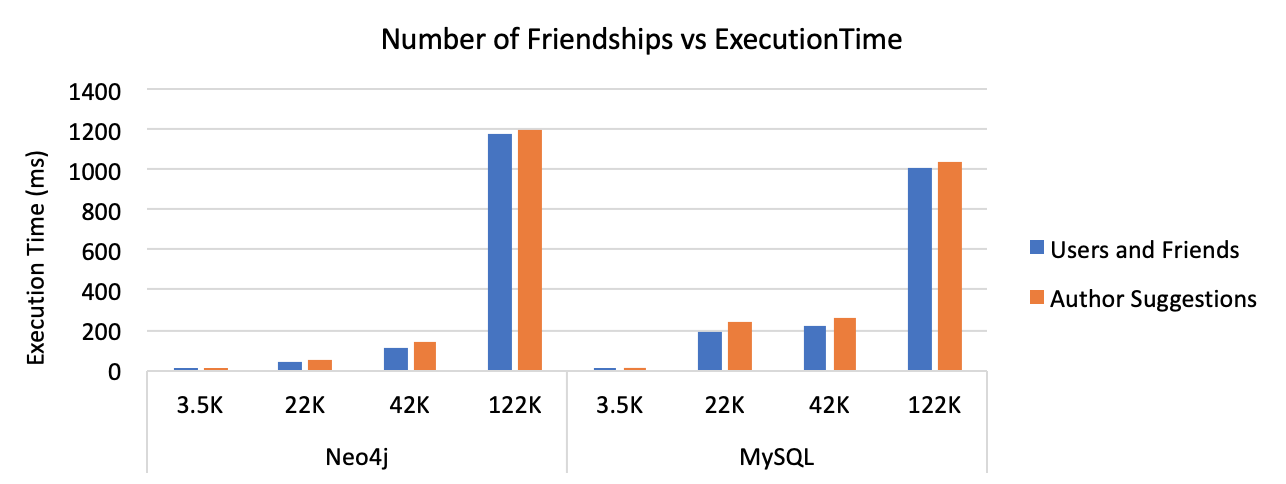 Number of Friendships vs ExecutionTime
Execution Time (ms)
1400
1200
1000
800
600
400
200
0
3.5K 22K 42K 122K 3.5K 22K 42K 122K
Neo4j MySQL
Users and Friends
Author Suggestions